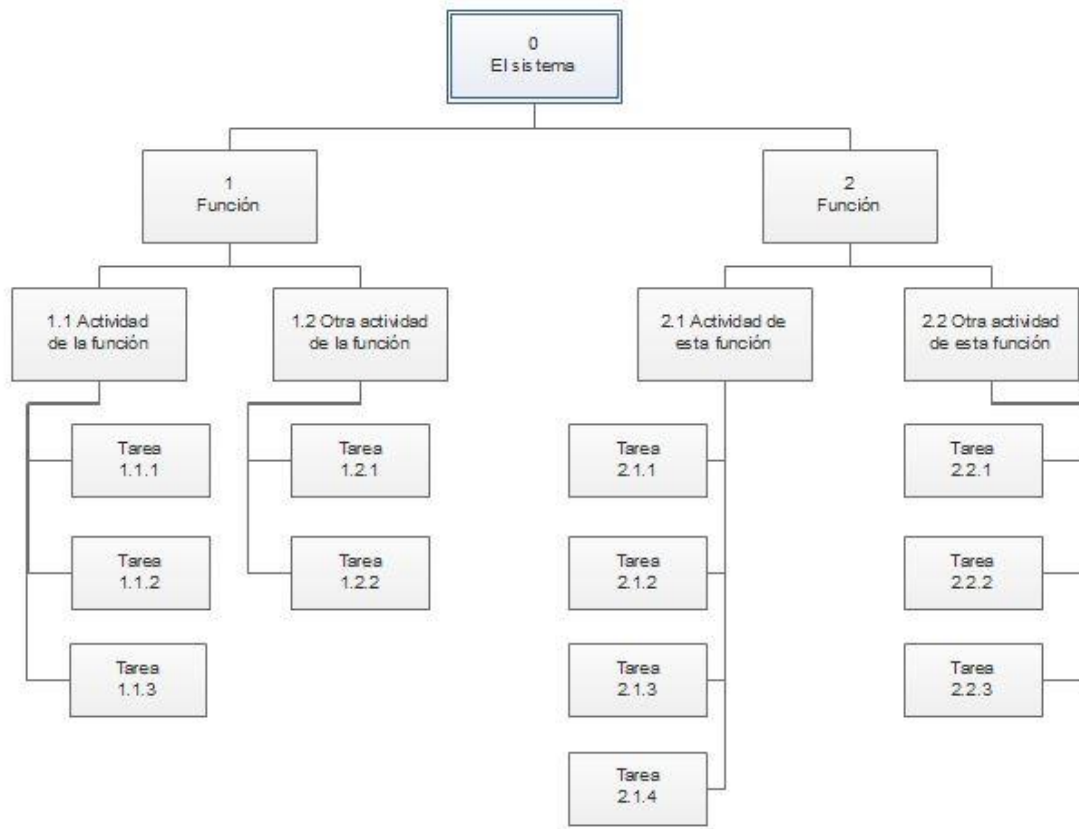 0
El sistema
1
Función
2
Función
1.1 Actividad
de la función
1.2 Otra actividad
de la función
2.1 Actividad de
esta función
2.2 Otra actividad
de esta función
Tarea
1.1.1
Tarea
1.2.1
Tarea
2.1.1
Tarea
2.2.1
Tarea
1.1.2
Tarea
1.2.2
Tarea
2.1.2
Tarea
2.2.2
Tarea
1.1.3
Tarea
2.1.3
Tarea
2.2.3
Tarea
2.1.4